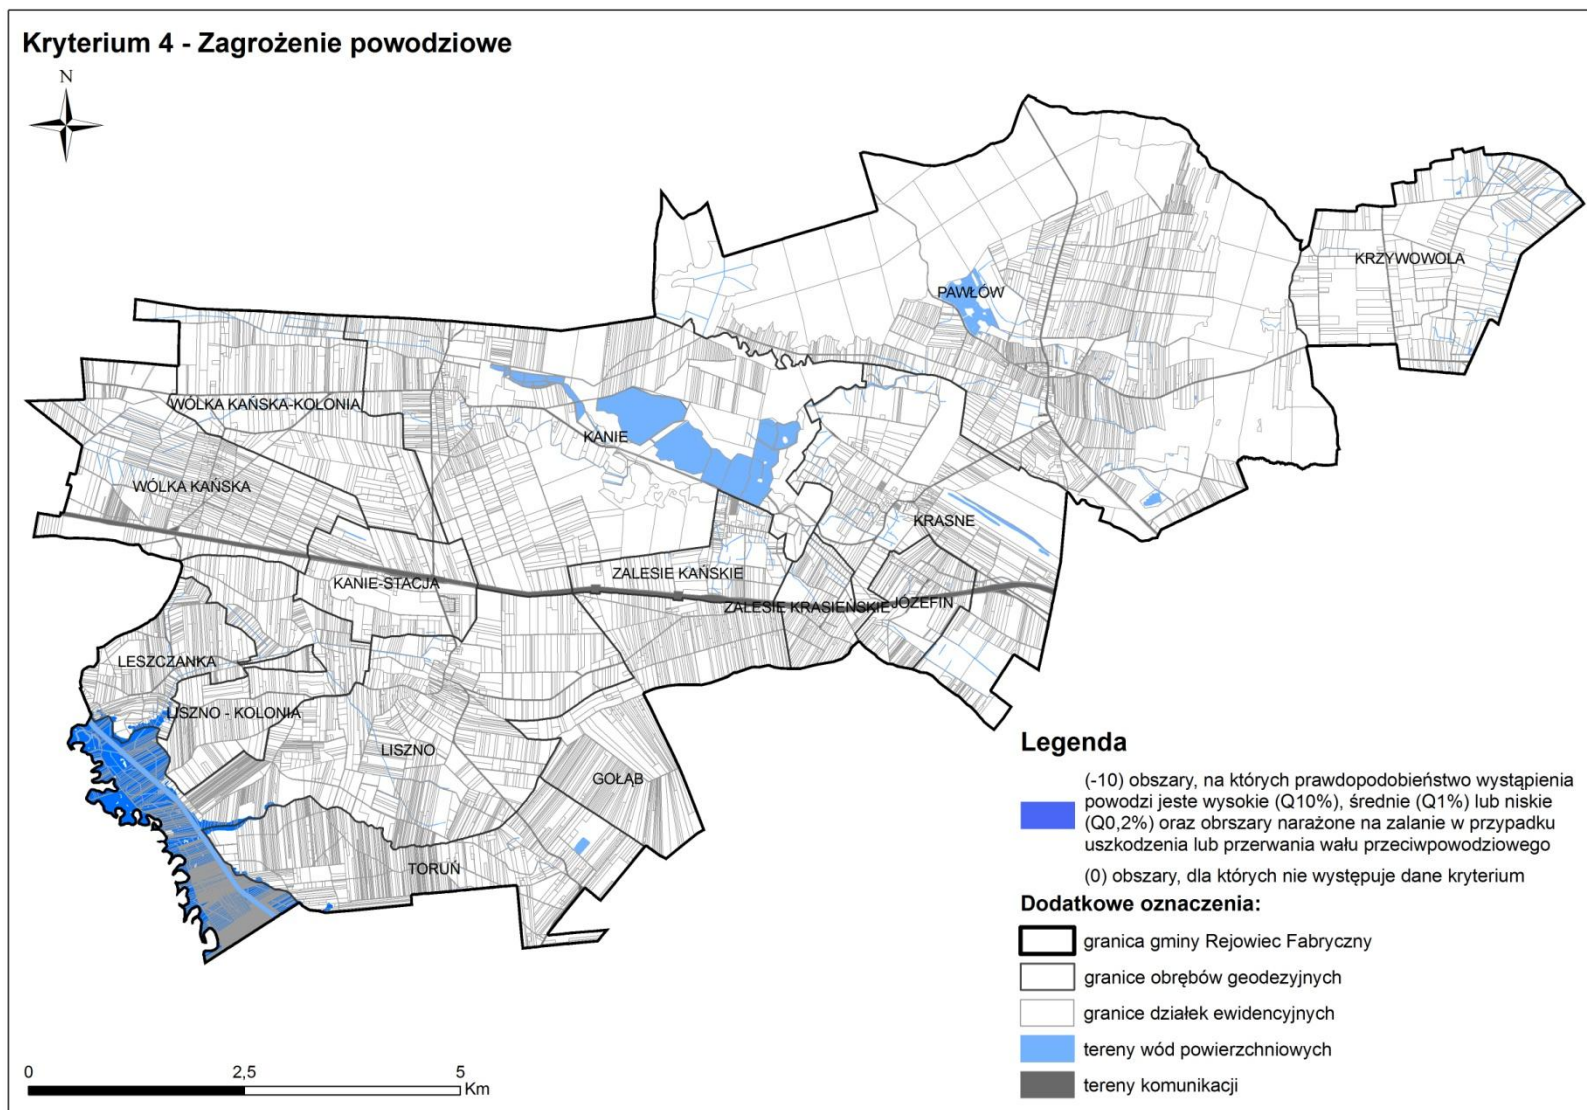 Kryterium 4 - Zagrożenie powodziowe
N
KRZYWOWOLA
PAWŁÓW
WÓLKA KAŃSKA-KOLONIA
KANIE
WÓLKA KAŃSKA
KRASNE
KANIE-STACJA
ZALESIE KAŃSKIE
ZALESIE KRASIEŃSKIE
JÓZEFIN
LESZCZANKA
LISZNO - KOLONIA
LISZNO
GOŁĄB
TORUŃ
Legenda
(-10) obszary, na których prawdopodobieństwo wystąpienia
powodzi jeste wysokie (Q10%), średnie (Q1%) lub niskie
(Q0,2%) oraz obrszary narażone na zalanie w przypadku
uszkodzenia lub przerwania wału przeciwpowodziowego
(0) obszary, dla których nie występuje dane kryterium
Dodatkowe oznaczenia:
granica gminy Rejowiec Fabryczny
granice obrębów geodezyjnych
granice działek ewidencyjnych
tereny wód powierzchniowych
tereny komunikacji
0 2,5 5
Km